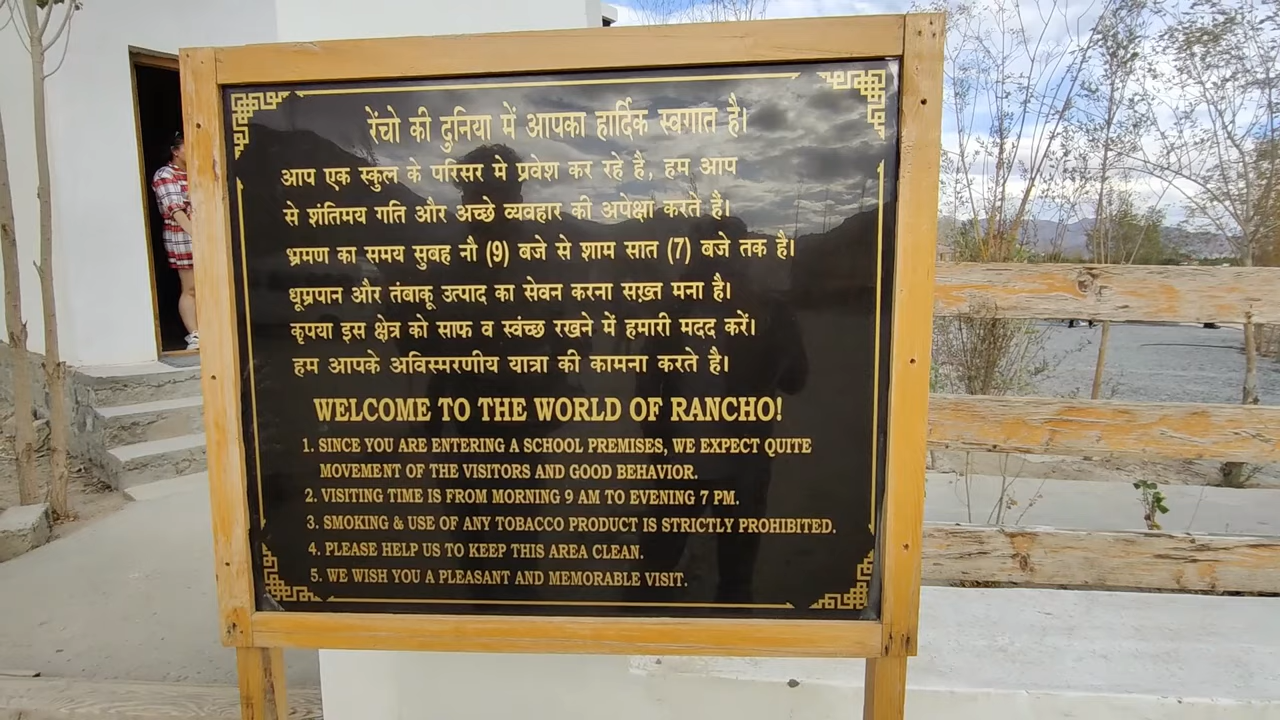 रेंचो की दुनिया में आपका हार्दिक स्वगात है।
आप एक स्कुल के परिसर मे प्रवेश कर रहे है, हम आप
से शंतिमय गति और अच्छे व्यवहार की अपेक्षा करते है।
भ्रमण का समय सुबह नौ (9) बजे से शाम सात (7) बजे तक है।
धूम्रपान और तंबाकू उत्पाद का सेवन करना सख़्त मना है।
कृपया इस क्षेत्र को साफ व स्वंच्छ रखने में हमारी मदद करें।
हम आपके अविस्मरणीय यात्रा की कामना करते है।
WELCOME TO THE WORLD OF RANCHO!
1. SINCE YOU ARE ENTERING A SCHOOL PREMISES, WE EXPECT QUITE
MOVEMENT OF THE VISITORS AND GOOD BEHAVIOR.
2. VISITING TIME IS FROM MORNING 9 AM TO EVENING 7 PM.
3. SMOKING & USE OF ANY TOBACCO PRODUCT IS STRICTLY PROHIBITED.
4. PLEASE HELP US TO KEEP THIS AREA CLEAN.
5. WE WISH YOU A PLEASANT AND MEMORABLE VISIT.